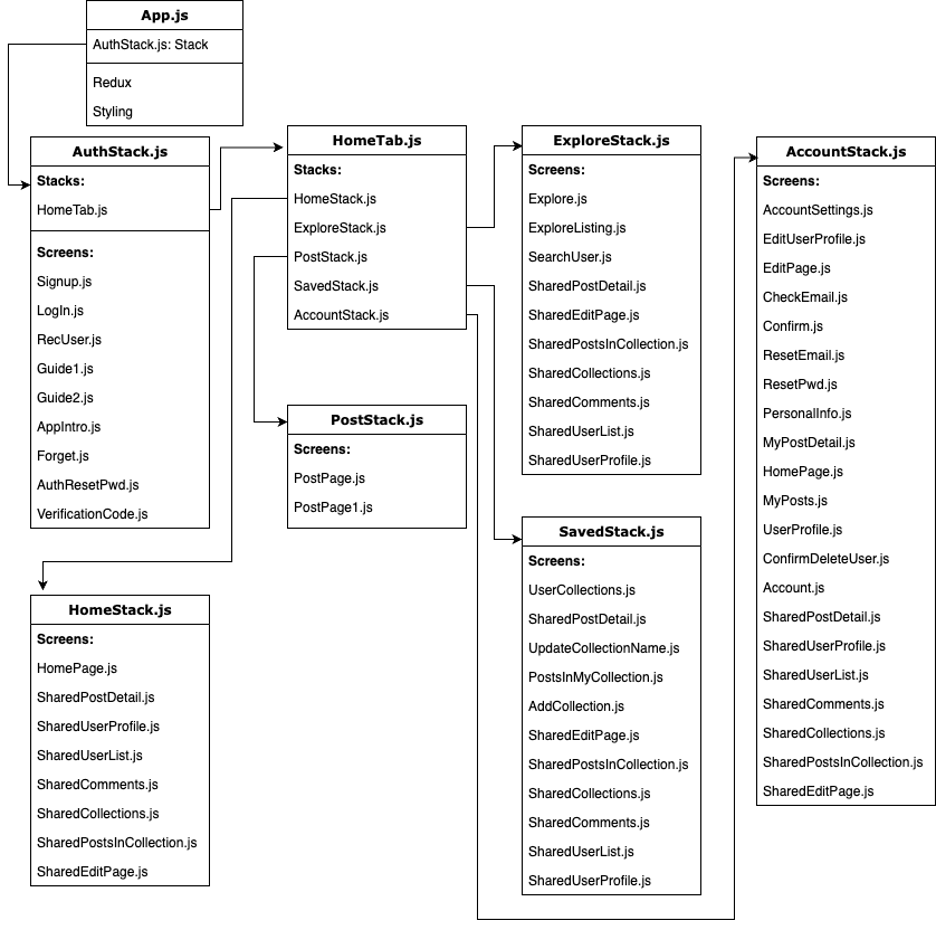 App.js
AuthStack.js: Stack
Redux
Styling
AuthStack.js
Stacks:
HomeTab.js
Screens:
Signup.js
LogIn.js
RecUser.js
Guide1.js
Guide2.js
AppIntro.js
Forget.js
AuthResetPwd.js
VerificationCode.js
HomeTab.js
Stacks:
HomeStack.js
ExploreStack.js
PostStack.js
SavedStack.js
AccountStack.js
PostStack.js
Screens:
PostPage.js
PostPage1.js
HomeStack.js
Screens:
HomePage.js
SharedPostDetail.js
SharedUserProfile.js
SharedUserList.js
SharedComments.js
SharedCollections.js
SharedPostsInCollection.js
SharedEditPage.js
ExploreStack.js
Screens:
Explore.js
ExploreListing.js
SearchUser.js
SharedPostDetail.js
SharedEditPage.js
SharedPostsInCollection.js
SharedCollections.js
SharedComments.js
SharedUserList.js
SharedUserProfile.js
SavedStack.js
Screens:
UserCollections.js
SharedPostDetail.js
UpdateCollectionName.js
PostsInMyCollection.js
AddCollection.js
SharedEditPage.js
SharedPostsInCollection.js
SharedCollections.js
SharedComments.js
SharedUserList.js
SharedUserProfile.js
AccountStack.js
Screens:
AccountSettings.js
EditUserProfile.js
EditPage.js
CheckEmail.js
Confirm.js
ResetEmail.js
ResetPwd.js
PersonalInfo.js
MyPostDetail.js
HomePage.js
MyPosts.js
UserProfile.js
ConfirmDeleteUser.js
Account.js
SharedPostDetail.js
SharedUserProfile.js
SharedUserList.js
SharedComments.js
SharedCollections.js
SharedPostsInCollection.js
SharedEditPage.js